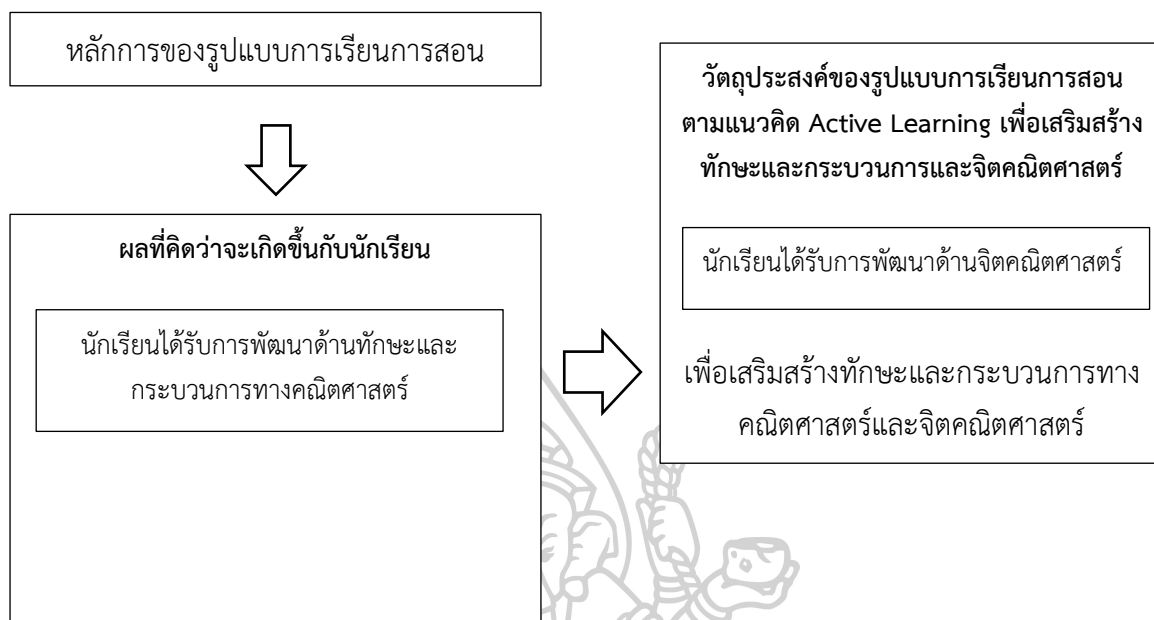 หลักการของรูปแบบการเรียนการสอน
ผลที่คิดว่าจะเกิดขึ้นกับนักเรียน
นักเรียนได้รับการพัฒนาด้านทักษะและ
กระบวนการทางคณิตศาสตร์
วัตถุประสงค์ของรูปแบบการเรียนการสอน
ตามแนวคิด Active Learning เพื่อเสริมสร้าง
ทักษะและกระบวนการและจิตคณิตศาสตร์
นักเรียนได้รับการพัฒนาด้านจิตคณิตศาสตร์
เพื่อเสริมสร้างทักษะและกระบวนการทาง
คณิตศาสตร์และจิตคณิตศาสตร์